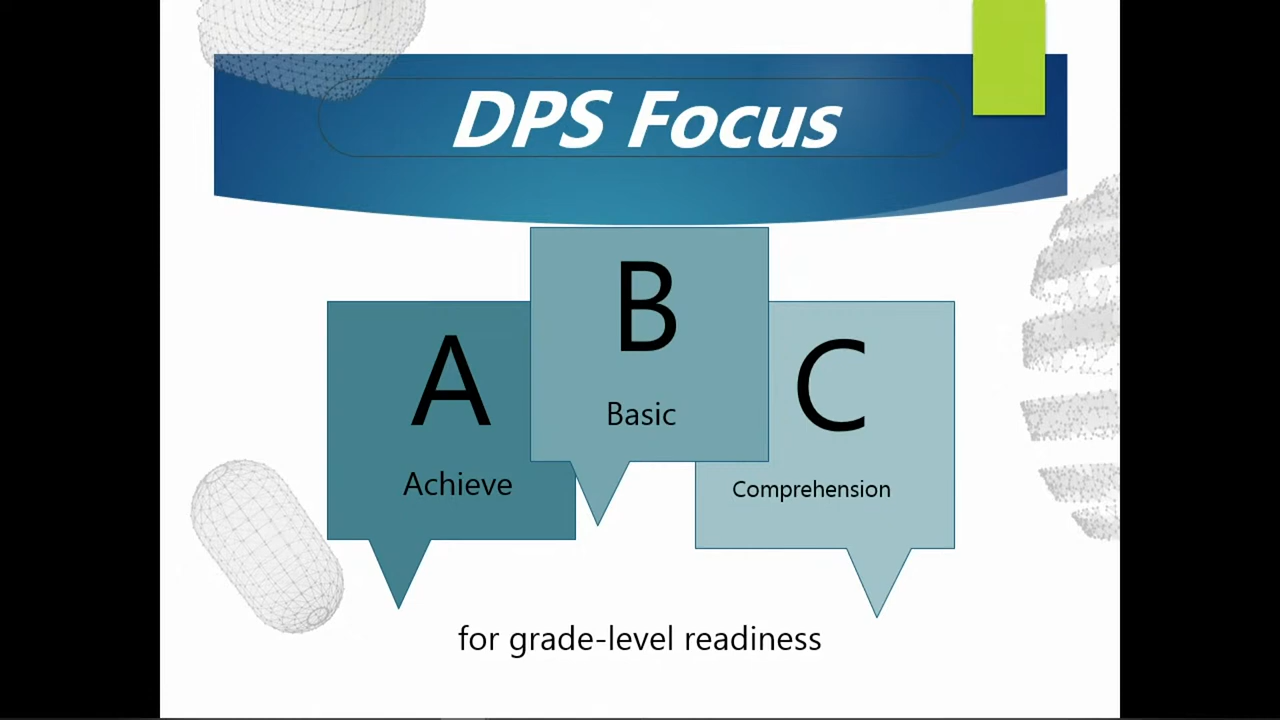 DPS Focus
A
Achieve
B
Basic
C
Comprehension
for grade-level readiness